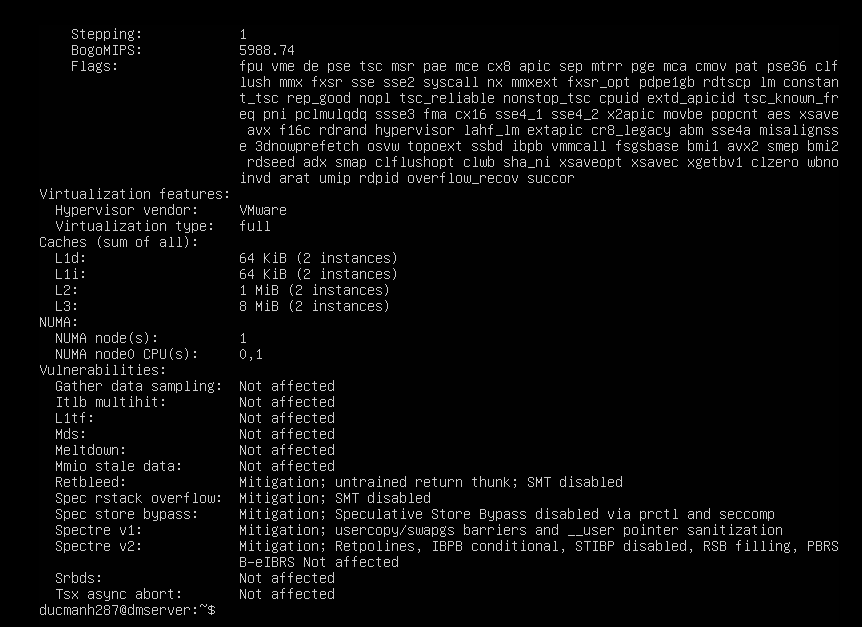 Stepping: 1
BogoMIPS: 5988.74
Flags: fpu vme de pse tsc msr pae mce cx8 apic sep mtrr pge mca cmov pat pse36 clf
lush mmx fxsr sse sse2 syscall nx mmxext fxsr_opt pdpe1gb rdtscp lm constan
t_tsc rep_good nopl tsc_reliable nonstop_tsc cpuid extd_apicid tsc_known_fr
eq pni pclmulqdq ssse3 fma cx16 sse4_1 sse4_2 x2apic movbe popcnt aes xsave
avx f16c rdrand hypervisor lahf_lm extapic cr8_legacy abm sse4a misalignss
e 3dnowprefetch osvw topoext ssbd ibpb vmmcall fsgsbase bmi1 avx2 smep bmi2
rdseed adx smap clflushopt clwb sha_ni xsaveopt xsavec xgetbv1 clzero wbno
invd arat umip rdpid overflow_recov succor
Virtualization features:
Hypervisor vendor: VMware
Virtualization type: full
Caches (sum of all):
L1d: 64 KiB (2 instances)
L1i: 64 KiB (2 instances)
L2: 1 MiB (2 instances)
L3: 8 MiB (2 instances)
NUMA:
NUMA node(s): 1
NUMA node0 CPU(s): 0,1
Vulnerabilities:
Gather data sampling: Not affected
Itlb multihit: Not affected
L1tf: Not affected
Mds: Not affected
Meltdown: Not affected
Mmio stale data: Not affected
Retbleed: Mitigation; untrained return thunk; SMT disabled
Spec rstack overflow: Mitigation; SMT disabled
Spec store bypass: Mitigation; Speculative Store Bypass disabled via prctl and seccomp
Spectre v1: Mitigation; usercopy/swapgs barriers and __user pointer sanitization
Spectre v2: Mitigation; Retpolines, IBPB conditional, STIBP disabled, RSB filling, PBRS
B-eIBRS Not affected
Srbds: Not affected
Tsx async abort: Not affected
ducmanh287@dmserver:~$